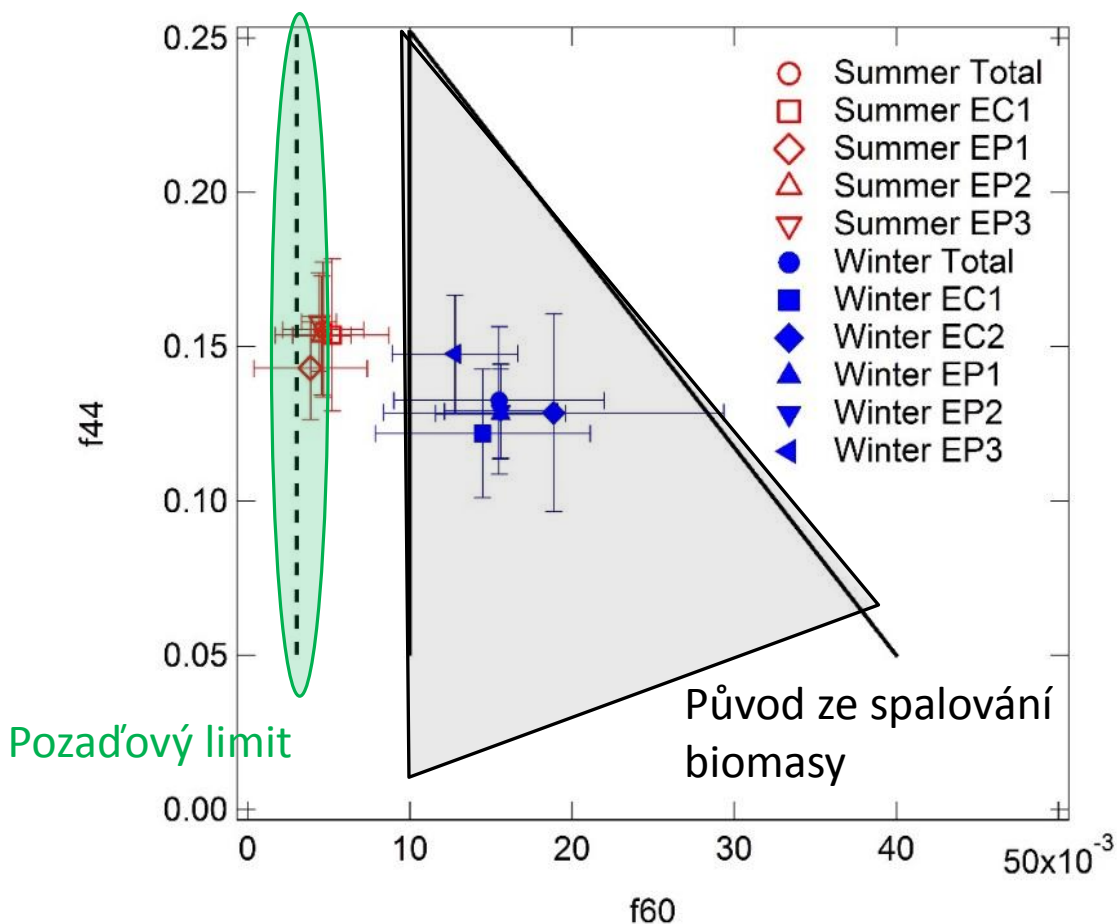 0.25
0.20
0.15
0.10
0.05
0.00
f44
0
10
20
30
40
50x10⁻³
f60
Summer Total
Summer EC1
Summer EP1
Summer EP2
Summer EP3
Winter Total
Winter EC1
Winter EC2
Winter EP1
Winter EP2
Winter EP3
Pozaďový limit
Původ ze spalování
biomasy